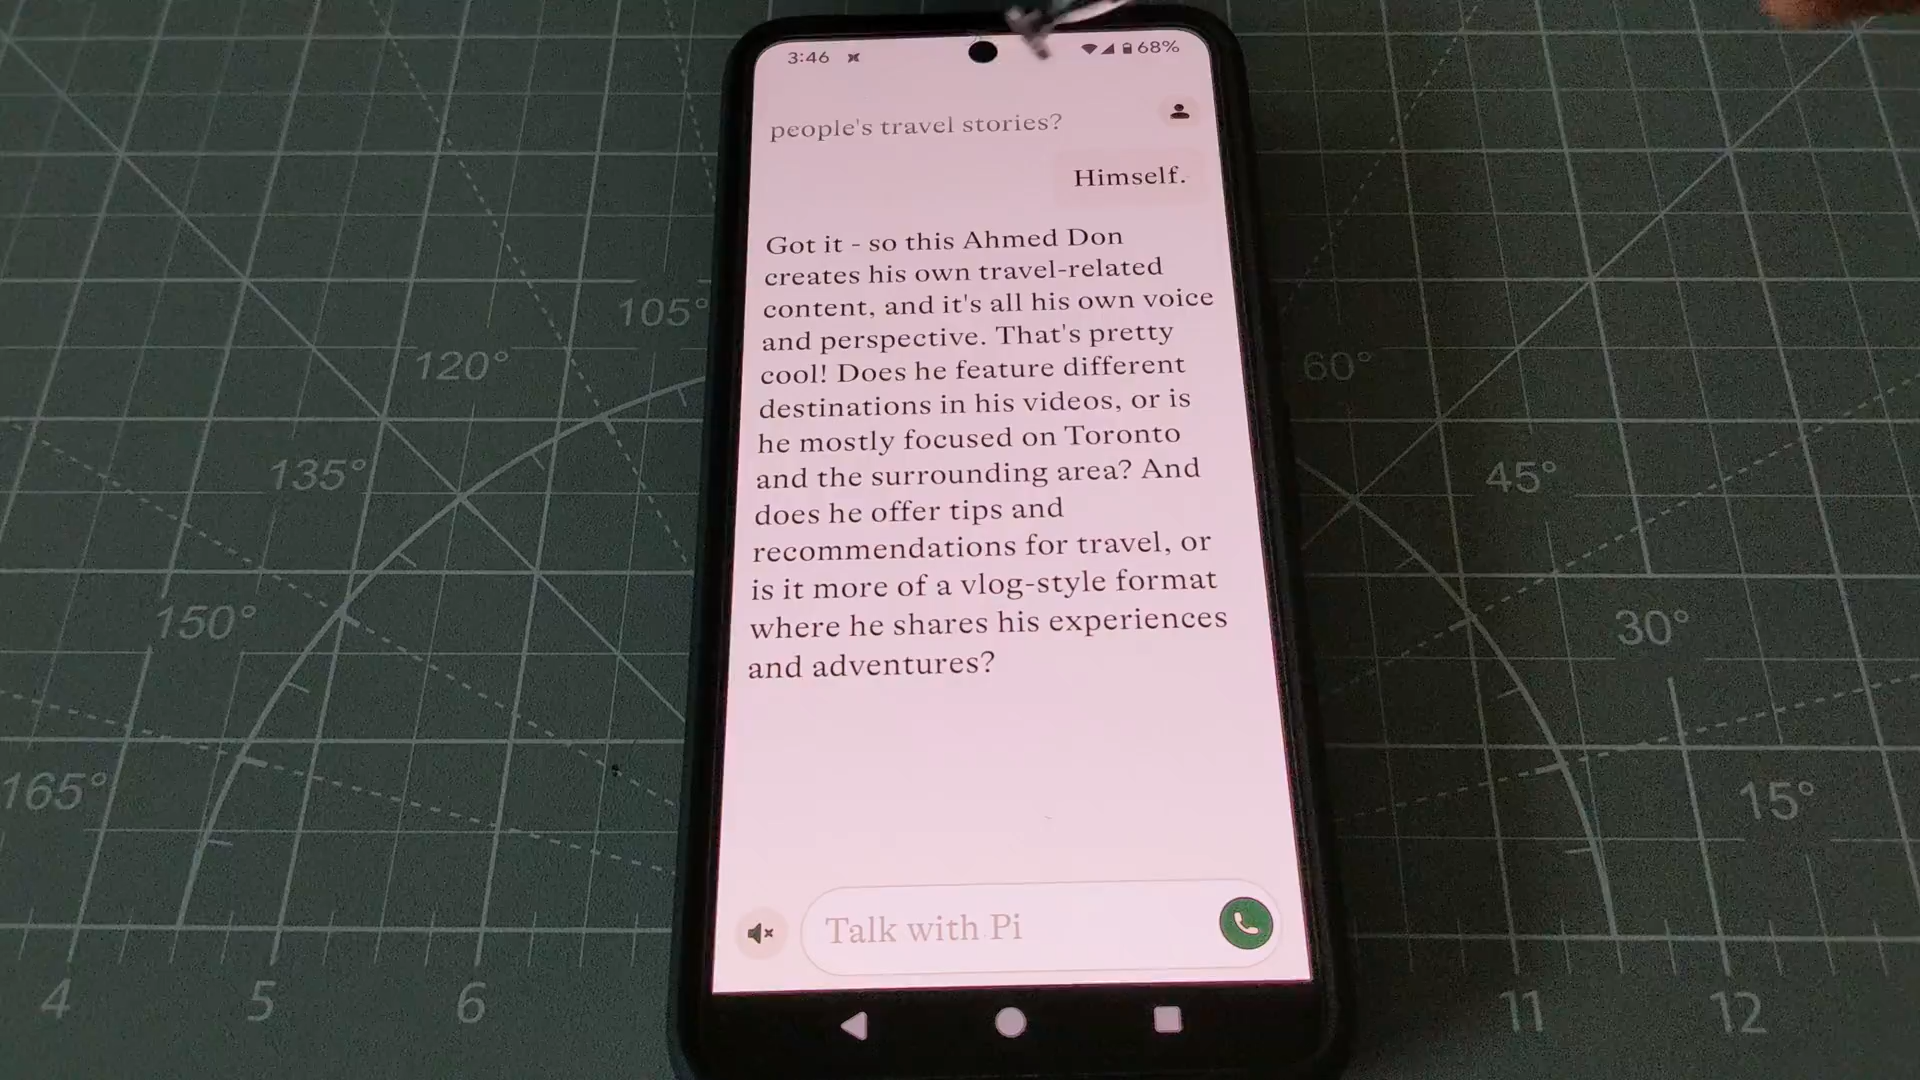 3:46
68%
people's travel stories?
Himself.
Got it - so this Ahmed Don
creates his own travel-related
content, and it's all his own voice
and perspective. That's pretty
cool! Does he feature different
destinations in his videos, or is
he mostly focused on Toronto
and the surrounding area? And
does he offer tips and
recommendations for travel, or
is it more of a vlog-style format
where he shares his experiences
and adventures?
Talk with Pi
105°
120°
135°
150°
165°
60°
45°
30°
15°
4 5 6 11 12